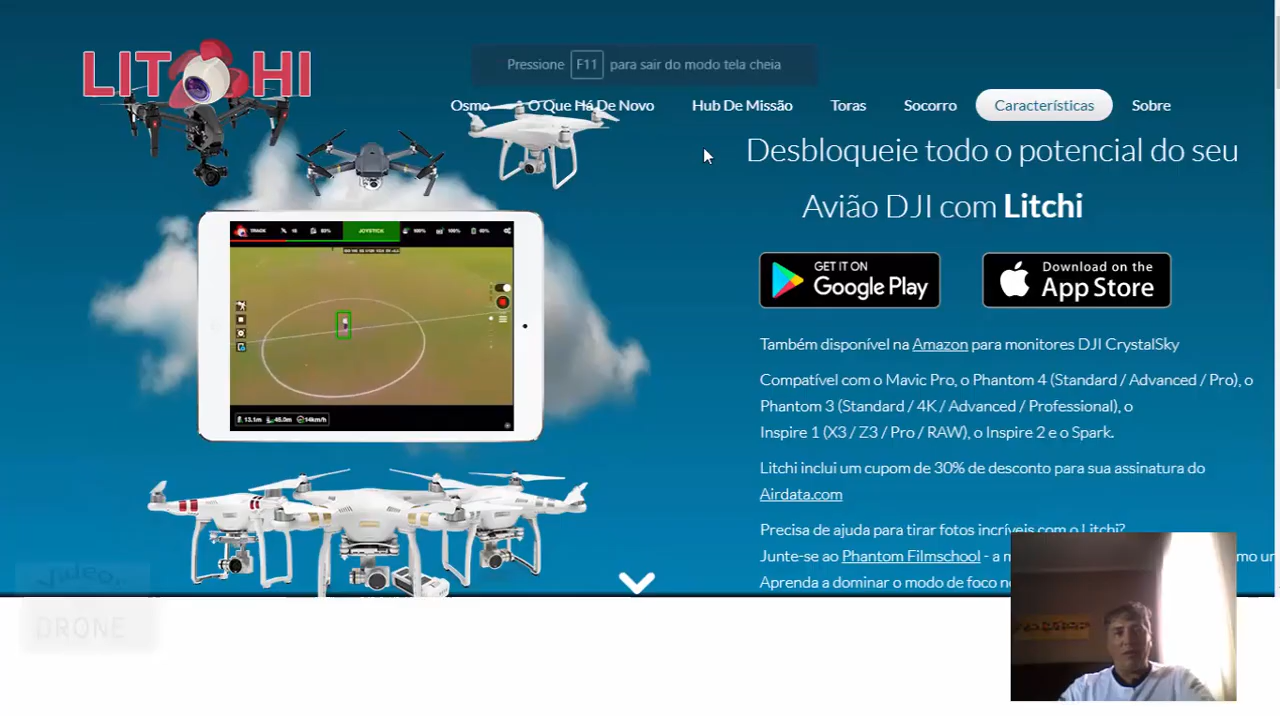 LITCHI
Pressione F11 para sair do modo tela cheia
Osmo O Que Há De Novo Hub De Missão Toras Socorro Características Sobre
Desbloqueie todo o potencial do seu
Avião DJI com Litchi
TRACK JOYSTICK
GET IT ON
Google Play
Download on the
App Store
Também disponível na Amazon para monitores DJI CrystalSky
Compatível com o Mavic Pro, o Phantom 4 (Standard / Advanced / Pro), o
Phantom 3 (Standard / 4K / Advanced / Professional), o
Inspire 1 (X3 / Z3 / Pro / RAW), o Inspire 2 e o Spark.
Litchi inclui um cupom de 30% de desconto para sua assinatura do
Airdata.com
Precisa de ajuda para tirar fotos incríveis com o Litchi?
Junte-se ao Phantom Filmschool - a
Aprenda a dominar o modo de foco
DRONE